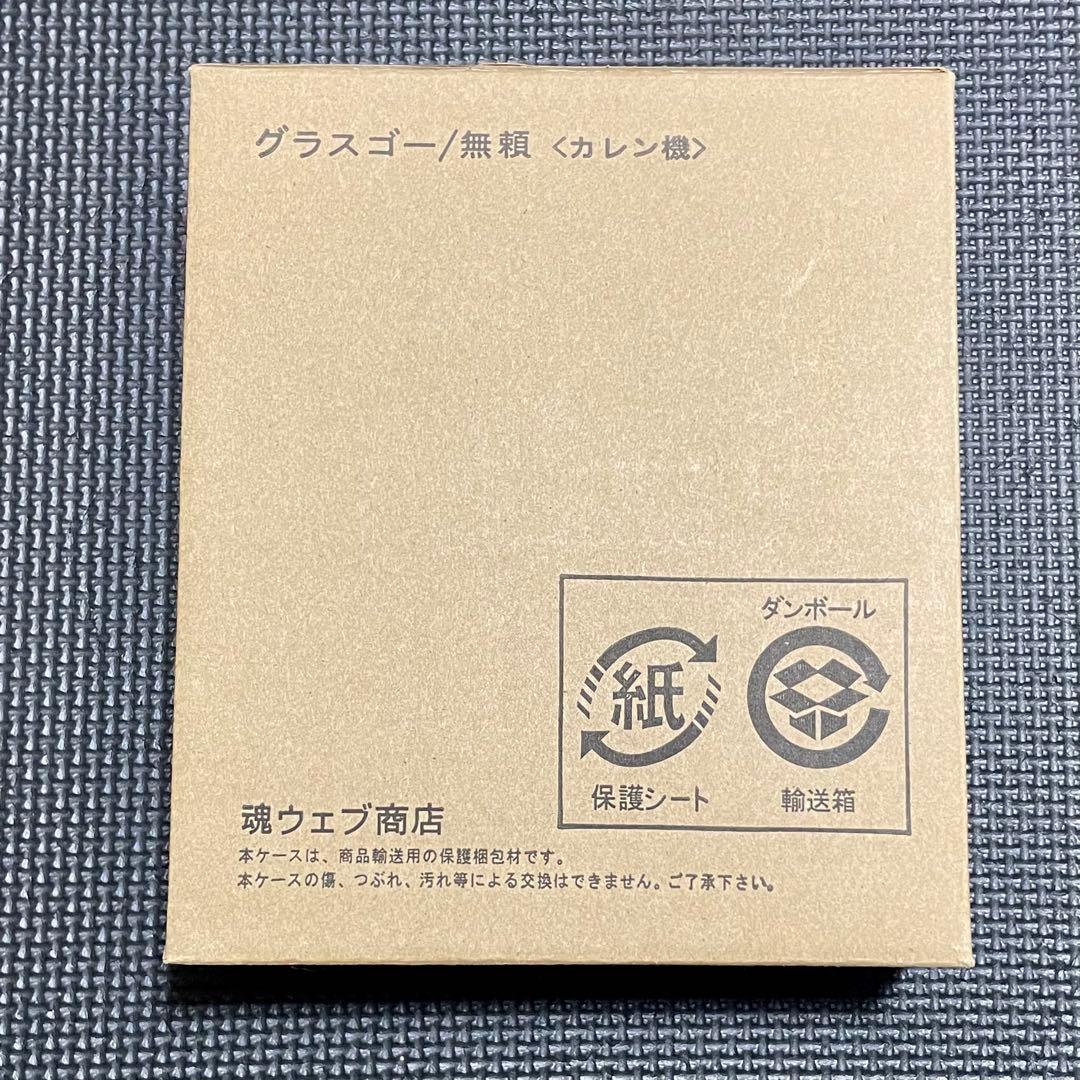 グラスゴー/無頼 <カレン機>
ダンボール
紙
保護シート 輸送箱
魂ウェブ商店
本ケースは、商品輸送用の保護梱包材です。
本ケースの傷、つぶれ、汚れ等による交換はできません。ご了承下さい。